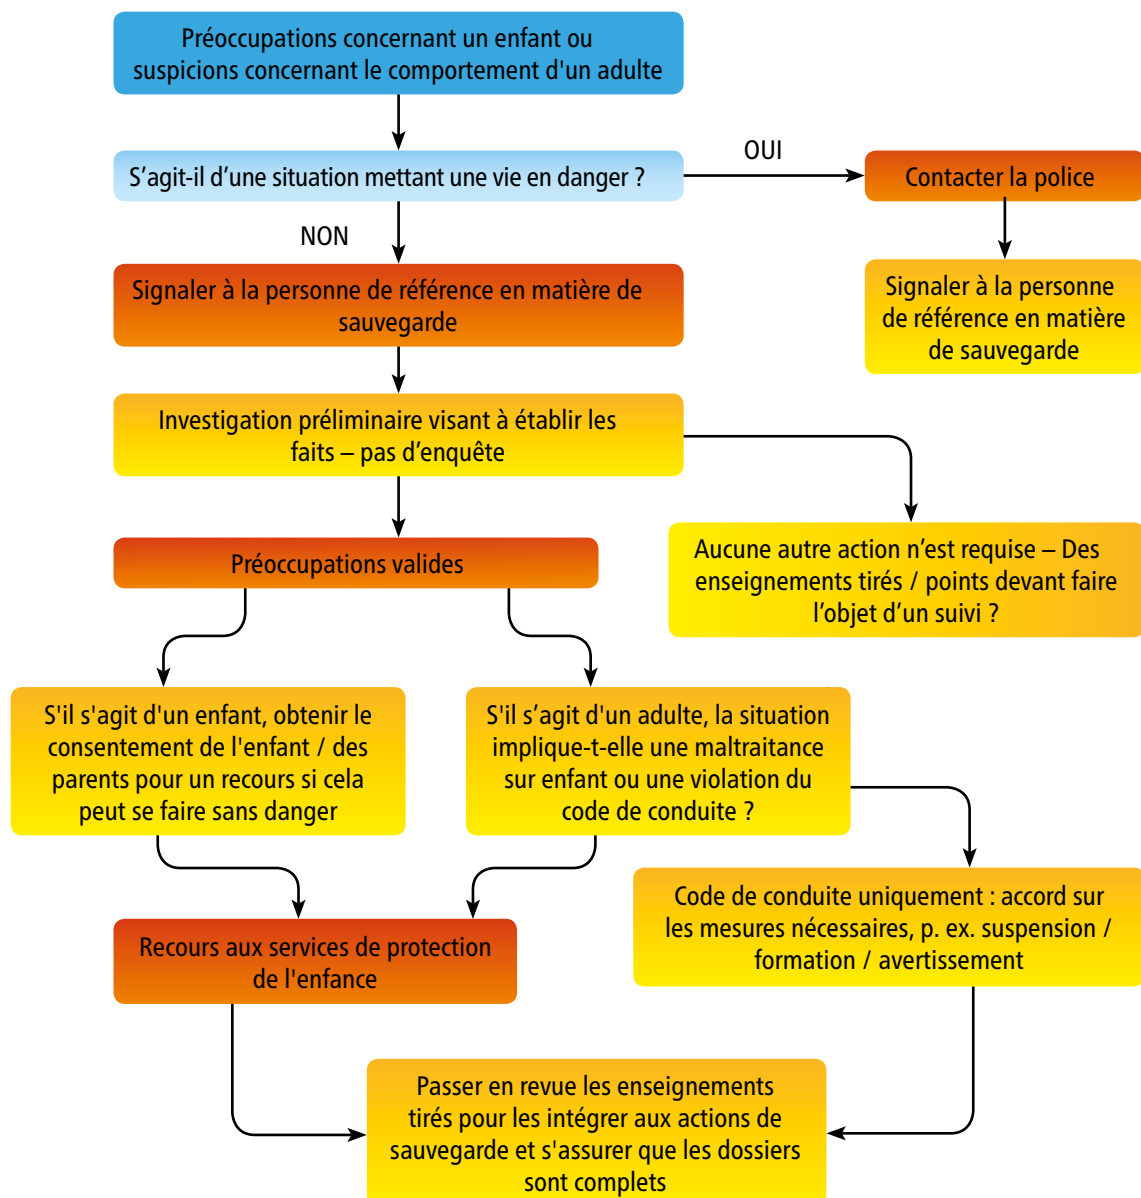 Préoccupations concernant un enfant ou
suspicions concernant le comportement d'un adulte
S’agit-il d’une situation mettant une vie en danger ?
OUI
Contacter la police
NON
Signaler à la personne de référence en matière de
sauvegarde
Signaler à la personne
de référence en matière
de sauvegarde
Investigation préliminaire visant à établir les
faits – pas d’enquête
Préoccupations valides
Aucune autre action n’est requise – Des
enseignements tirés / points devant faire
l’objet d’un suivi ?
S'il s'agit d'un enfant, obtenir le
consentement de l'enfant / des
parents pour un recours si cela
peut se faire sans danger
S'il s’agit d'un adulte, la situation
implique-t-elle une maltraitance
sur enfant ou une violation du
code de conduite ?
Code de conduite uniquement : accord sur
les mesures nécessaires, p. ex. suspension /
formation / avertissement
Recours aux services de protection
de l'enfance
Passer en revue les enseignements
tirés pour les intégrer aux actions de
sauvegarde et s'assurer que les dossiers
sont complets